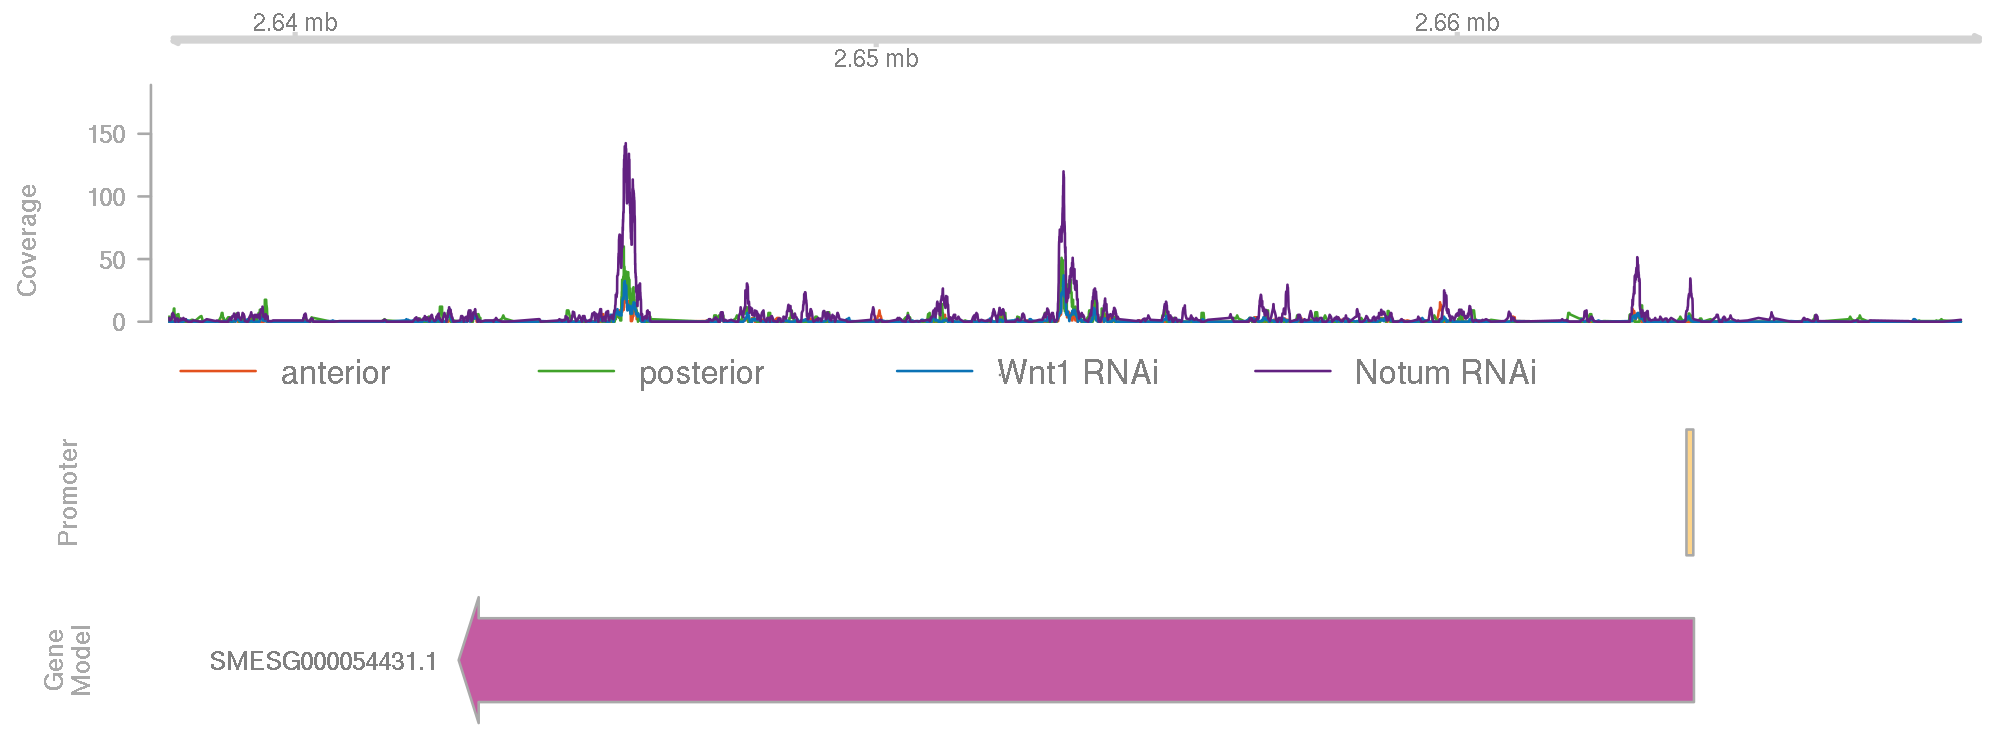 2.64 mb
2.66 mb
2.65 mb
Coverage
150
100
50
0
anterior
posterior
Wnt1 RNAi
Notum RNAi
Promoter
Gene
Model
SMESG000054431.1